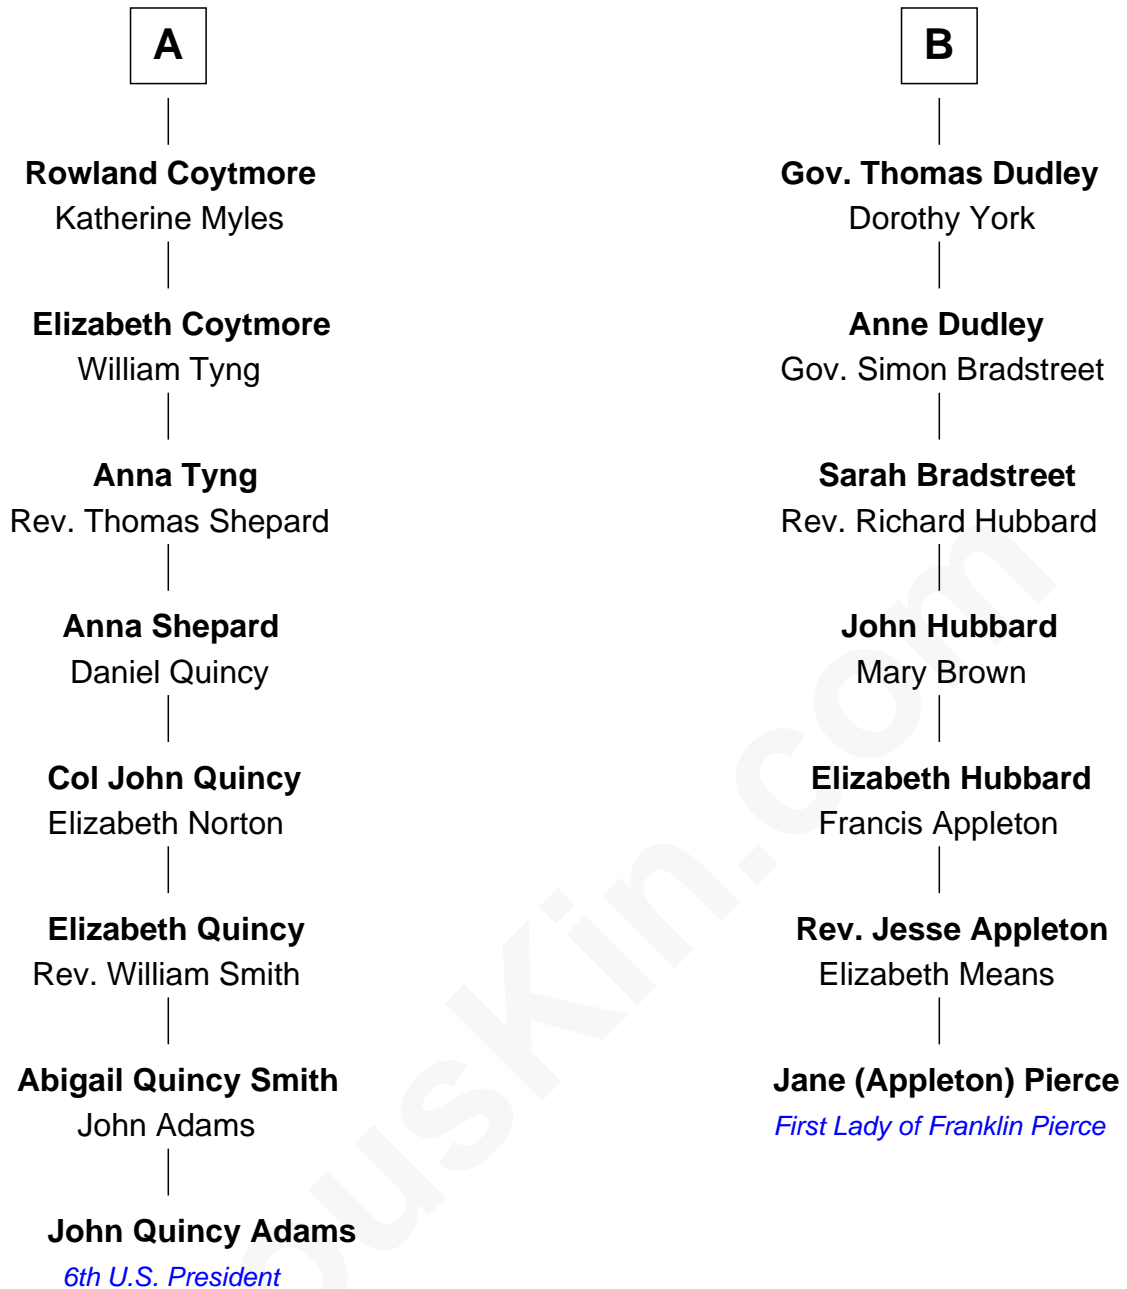 A
Rowland Coytmore
Katherine Myles
Elizabeth Coytmore
William Tyng
Anna Tyng
Rev. Thomas Shepard
Anna Shepard
Daniel Quincy
Col John Quincy
Elizabeth Norton
Elizabeth Quincy
Rev. William Smith
Abigail Quincy Smith
John Adams
John Quincy Adams
6th U.S. President
B
Gov. Thomas Dudley
Dorothy York
Anne Dudley
Gov. Simon Bradstreet
Sarah Bradstreet
Rev. Richard Hubbard
John Hubbard
Mary Brown
Elizabeth Hubbard
Francis Appleton
Rev. Jesse Appleton
Elizabeth Means
Jane (Appleton) Pierce
First Lady of Franklin Pierce
ousKin.com